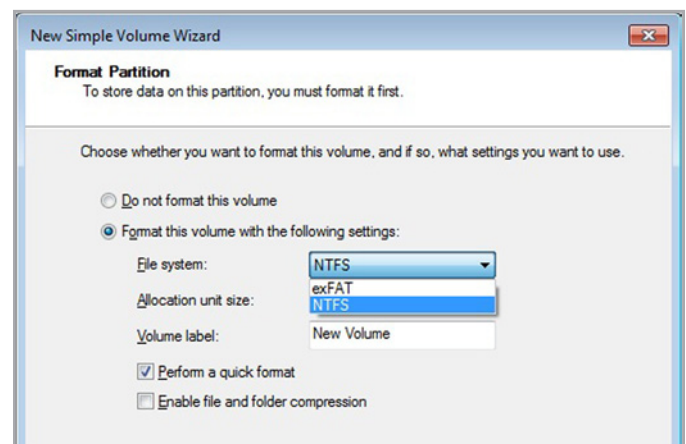 New Simple Volume Wizard
Format Partition
To store data on this partition, you must format it first.
Choose whether you want to format this volume, and if so, what settings you want to use.
Do not format this volume
Format this volume with the following settings:
File system: NTFS
exFAT
Allocation unit size: NTFS
Volume label: New Volume
Perform a quick format
Enable file and folder compression